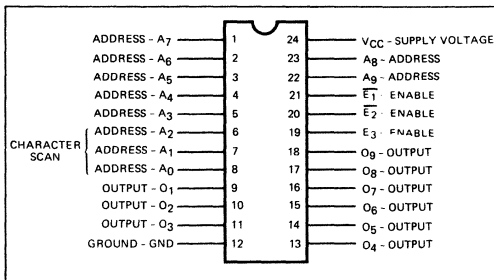 ADDRESS - A7 1 24 VCC - SUPPLY VOLTAGE
ADDRESS - A6 2 23 A8 - ADDRESS
ADDRESS - A5 3 22 A9 - ADDRESS
ADDRESS - A4 4 21 E1 - ENABLE
ADDRESS - A3 5 20 E2 - ENABLE
ADDRESS - A2 6 19 E3 - ENABLE
CHARACTER SCAN
ADDRESS - A1 7 18 O9 - OUTPUT
ADDRESS - A0 8 17 O8 - OUTPUT
OUTPUT - O1 9 16 O7 - OUTPUT
OUTPUT - O2 10 15 O6 - OUTPUT
OUTPUT - O3 11 14 O5 - OUTPUT
GROUND - GND 12 13 O4 - OUTPUT